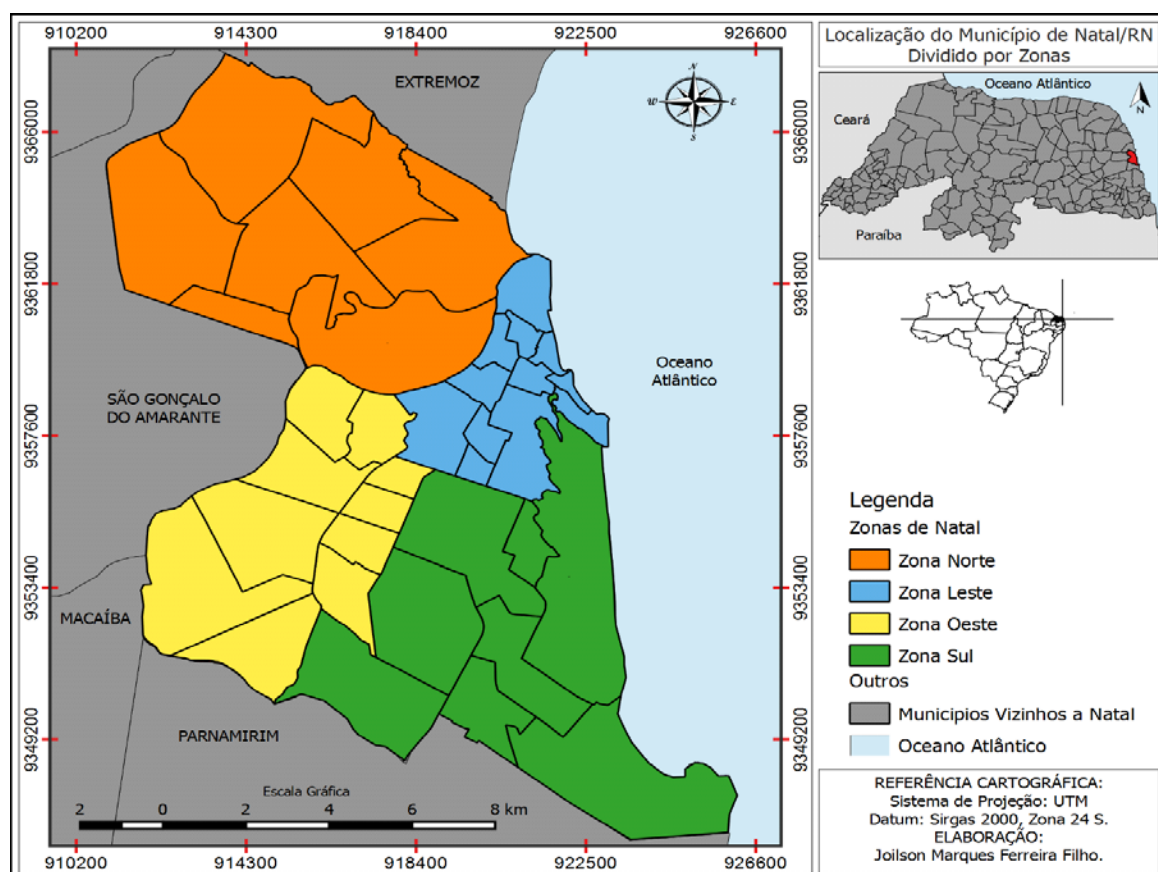 910200
914300
918400
922500
926600
9366000
9361800
9357600
9353400
9349200
EXTREMOZ
N
W
E
S
SÃO GONÇALO
DO AMARANTE
Oceano
Atlântico
MACAÍBA
PARNAMIRIM
Escala Gráfica
2 0 2 4 6 8 km
9366000
9361800
9357600
9353400
9349200
910200
914300
918400
922500
926600
Localização do Município de Natal/RN
Dividido por Zonas
Oceano Atlântico
Ceará
N
Paraíba
Legenda
Zonas de Natal
Zona Norte
Zona Leste
Zona Oeste
Zona Sul
Outros
Municipios Vizinhos a Natal
Oceano Atlântico
REFERÊNCIA CARTOGRÁFICA:
Sistema de Projeção: UTM
Datum: Sirgas 2000, Zona 24 S.
ELABORAÇÃO:
Joilson Marques Ferreira Filho.